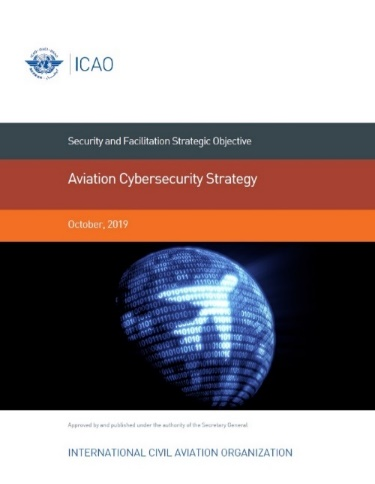 ICAO
Security and Facilitation Strategic Objective
Aviation Cybersecurity Strategy
October, 2019
Approved by and published under the authority of the Secretary General
INTERNATIONAL CIVIL AVIATION ORGANIZATION